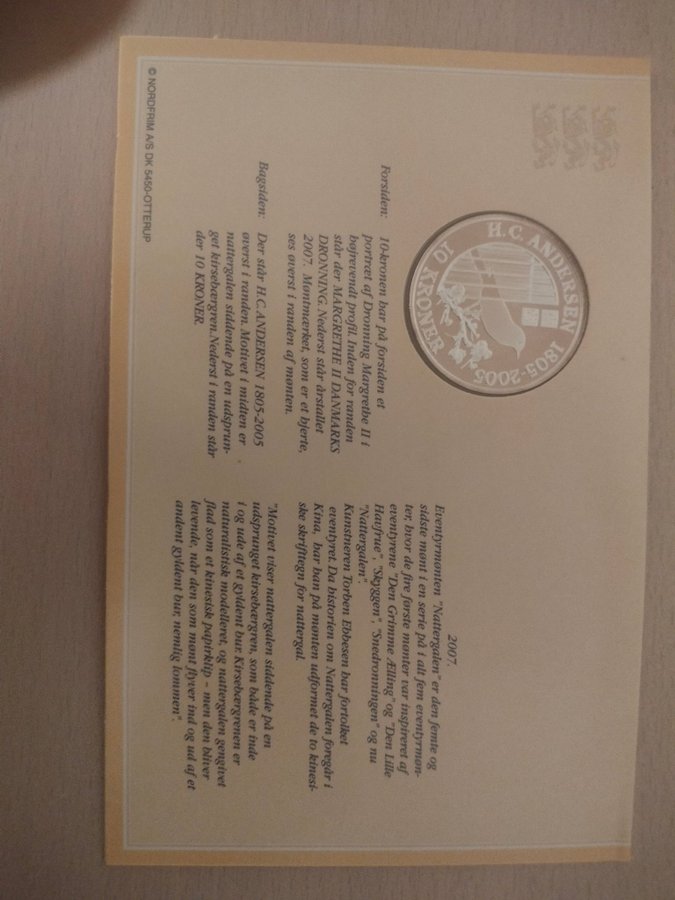 H.C. ANDERSEN 1805-2005
10 KRONER
Forsiden: 10-kronen har på forsiden et
portræt af Dronning Margrethe II i
højrevendt profil. Inden for randen
står der MARGRETHE II DANMARKS
DRONNING. Nederst står årstallet
2007. Møntmærket, som er et hjerte,
ses øverst i randen af mønten.
Bagsiden: Der står H.C. ANDERSEN 1805-2005
øverst i randen. Motivet i midten er
nattergalen siddende på en udsprun-
get kirsebærgren. Nederst i randen står
der 10 KRONER.
2007.
Eventyrmønten "Nattergalen" er den femte og
sidste mønt i en serie på i alt fem eventyrmøn-
ter, hvor de fire første mønter var inspireret af
eventyrene "Den Grimme Ælling" og "Den Lille
Havfrue", "Skyggen", "Snedronningen" og nu
"Nattergalen".
Kunstneren Torben Ebbesen har fortolket
eventyret. Da historien om Nattergalen foregår i
Kina, har han på mønten udformet de to kinesi-
ske skrifttegn for nattergal.
"Motivet viser nattergalen siddende på en
udsprunget kirsebærgren, som både er inde
i og ude af et gyldent bur. Kirsebærgrenen er
naturalistisk modelleret, og nattergalen gengivet
flad som et kinesisk papirklip – men den bliver
levende, når den som mønt flyver ind og ud af et
andent gyldent bur, nemlig lommen".
© NORDFRIM A/S DK 5450-OTTERUP